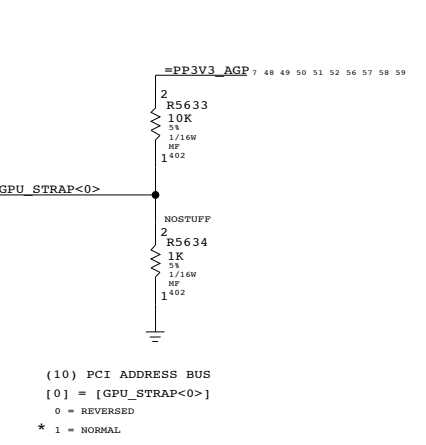 =PP3V3_AGP 7 48 49 50 51 52 56 57 58 59
2
R5633
10K
5%
1/16W
MF
1 402
GPU_STRAP<0>
NOSTUFF
2
R5634
1K
5%
1/16W
MF
1 402
(10) PCI ADDRESS BUS
[0] = [GPU_STRAP<0>]
0 = REVERSED
* 1 = NORMAL